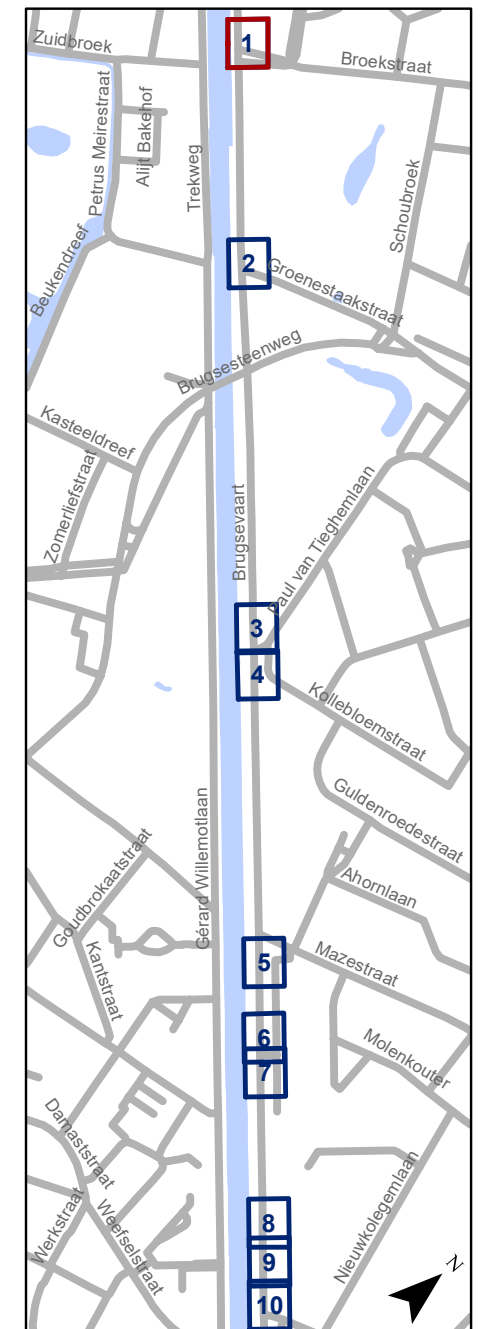 1
Zuidbroek
Broekstraat
Petrus Meirestraat
Alijt Bakehof
Trekweg
Schoubroek
Beukendreef
2
Groenestaakstraat
Brugsesteenweg
Kasteeldreef
Zomerliefstraat
Brugsevaart
Paul van Tieghemlaan
3
4
Kollebloemstraat
Guldenroedestraat
Gérard Willemotlaan
Goudbrokaatstraat
Ahornlaan
Kantstraat
5
Mazestraat
6
Molenkouter
7
Damaststraat
Werkstraat
Weefselstraat
Nieuwkolegemlaan
8
9
N
10